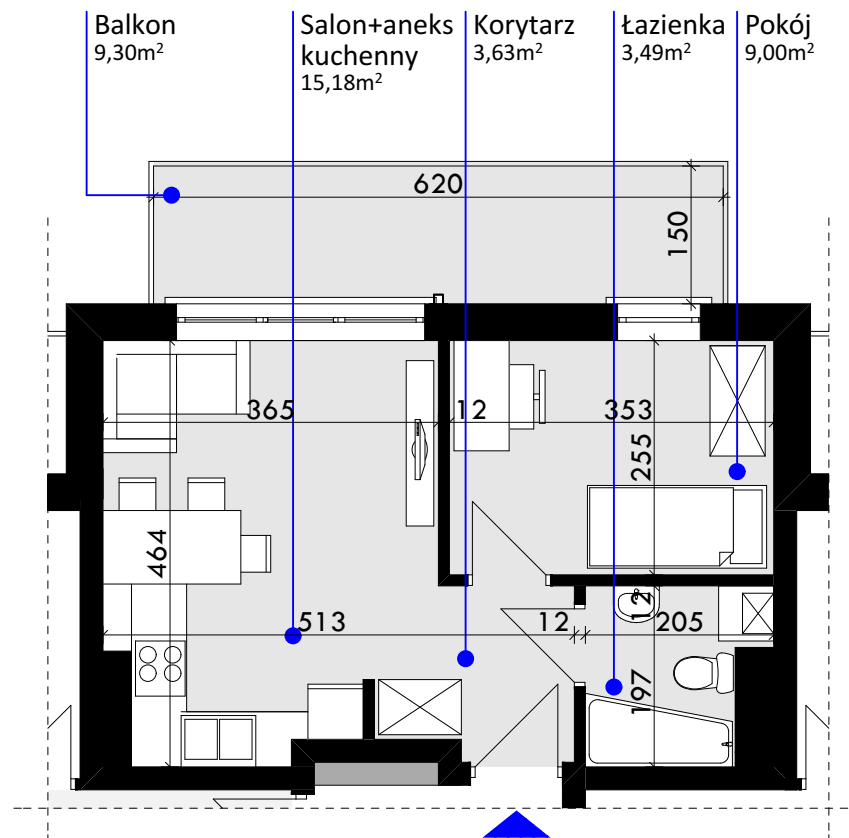 Balkon
9,30m²
Salon+aneks
kuchenny
15,18m²
Korytarz
3,63m²
Łazienka
3,49m²
Pokój
9,00m²
620
150
365
12
353
255
464
513
12
12
205
197